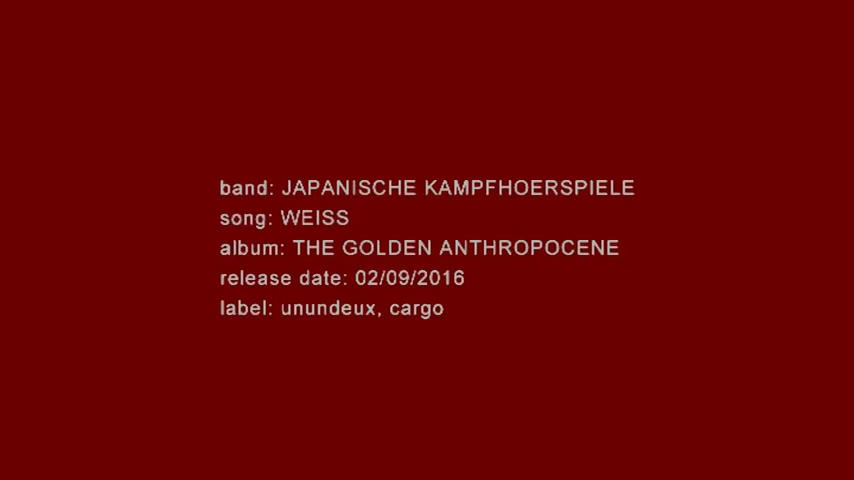 band: JAPANISCHE KAMPFHOERSPIELE
song: WEISS
album: THE GOLDEN ANTHROPOCENE
release date: 02/09/2016
label: unundeux, cargo